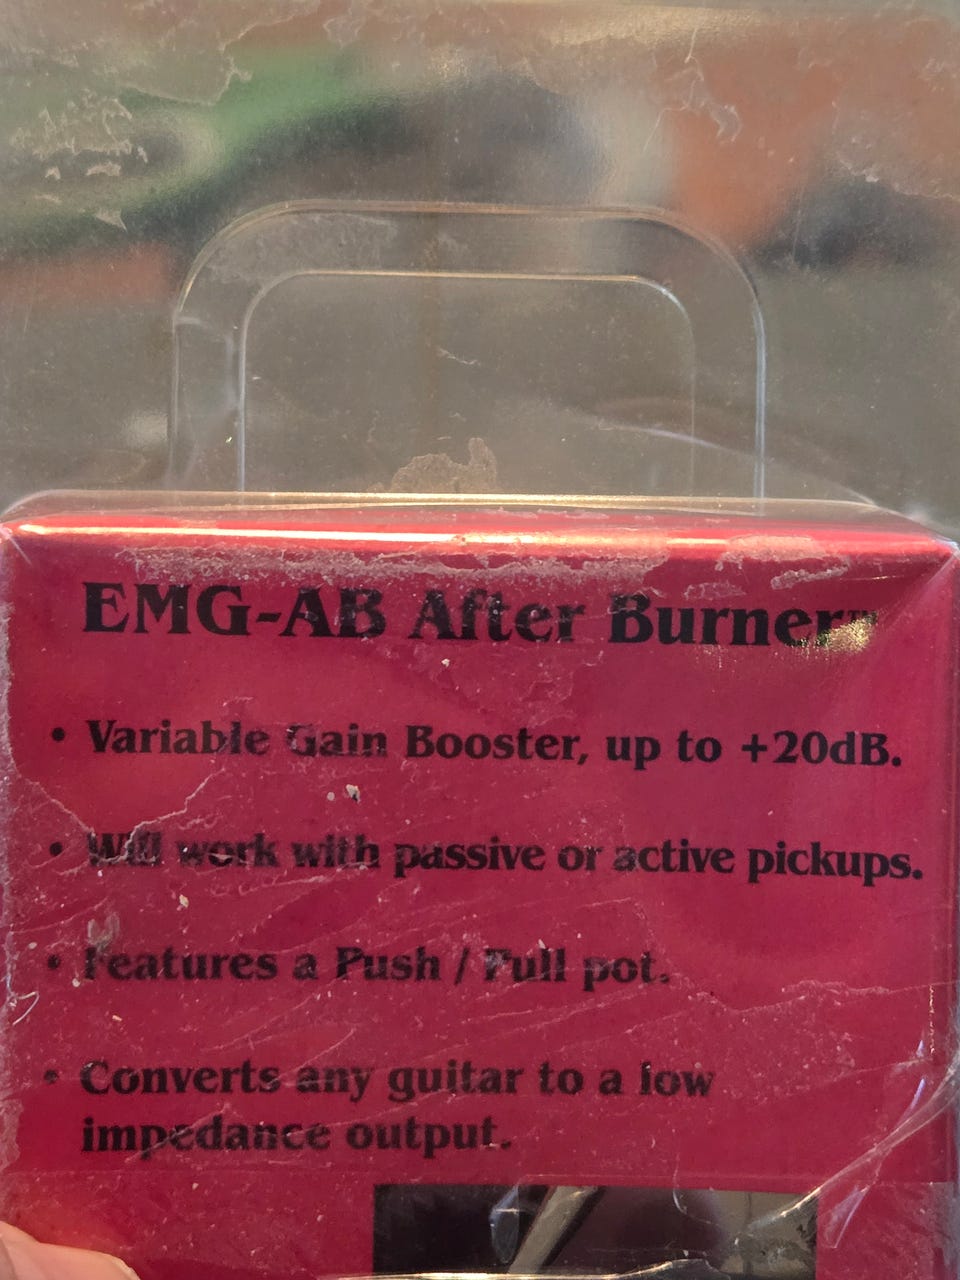 EMG-AB After Burner™
• Variable Gain Booster, up to +20dB.
• Will work with passive or active pickups.
• Features a Push / Pull pot.
• Converts any guitar to a low
impedance output.